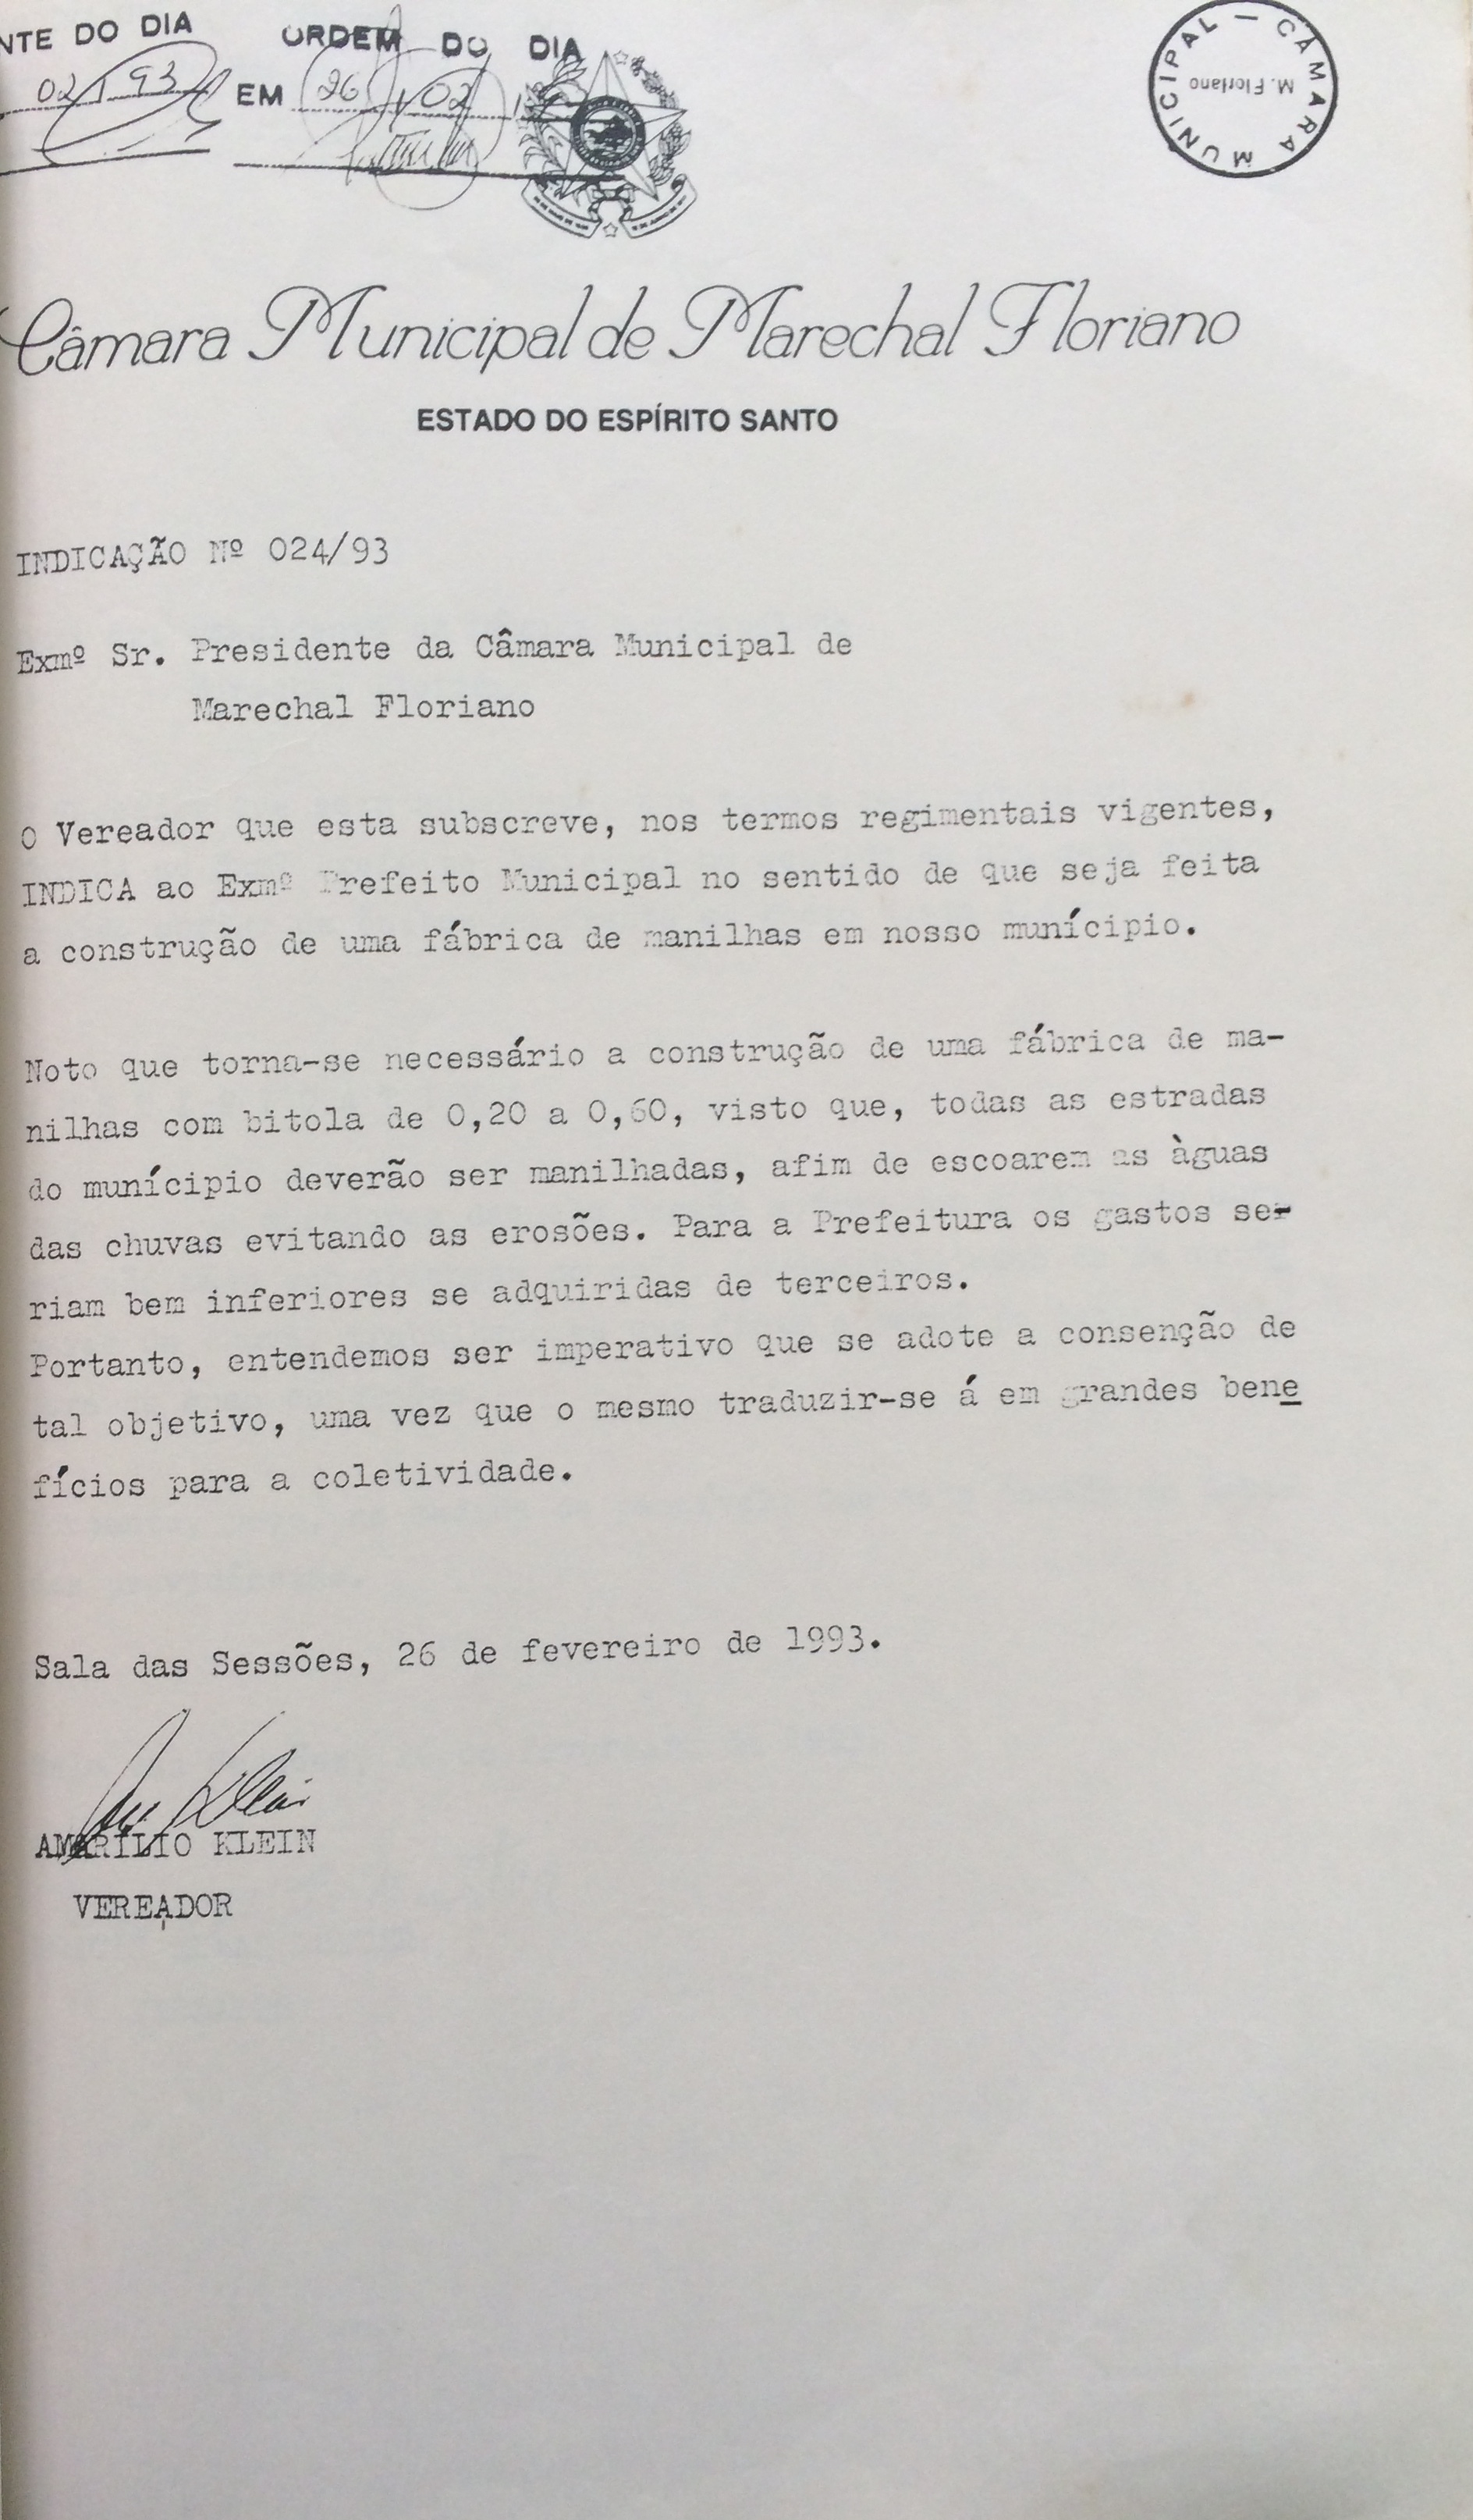 NTE DO DIA
02/93
ORDEM DO DIA
EM 26/02/
CÂMARA MUNICIPAL —
M. Floriano
Câmara Municipal de Marechal Floriano
ESTADO DO ESPÍRITO SANTO
INDICAÇÃO Nº 024/93
Exmº Sr. Presidente da Câmara Municipal de
Marechal Floriano
O Vereador que esta subscreve, nos termos regimentais vigentes,
INDICA ao Exmº Prefeito Municipal no sentido de que seja feita
a construção de uma fábrica de manilhas em nosso munícipio.
Noto que torna-se necessário a construção de uma fábrica de ma-
nilhas com bitola de 0,20 a 0,60, visto que, todas as estradas
do munícipio deverão ser manilhadas, afim de escoarem as àguas
das chuvas evitando as erosões. Para a Prefeitura os gastos se-
riam bem inferiores se adquiridas de terceiros.
Portanto, entendemos ser imperativo que se adote a consenção de
tal objetivo, uma vez que o mesmo traduzir-se á em grandes bene
fícios para a coletividade.
Sala das Sessões, 26 de fevereiro de 1993.
AMARÍLIO KLEIN
VEREADOR